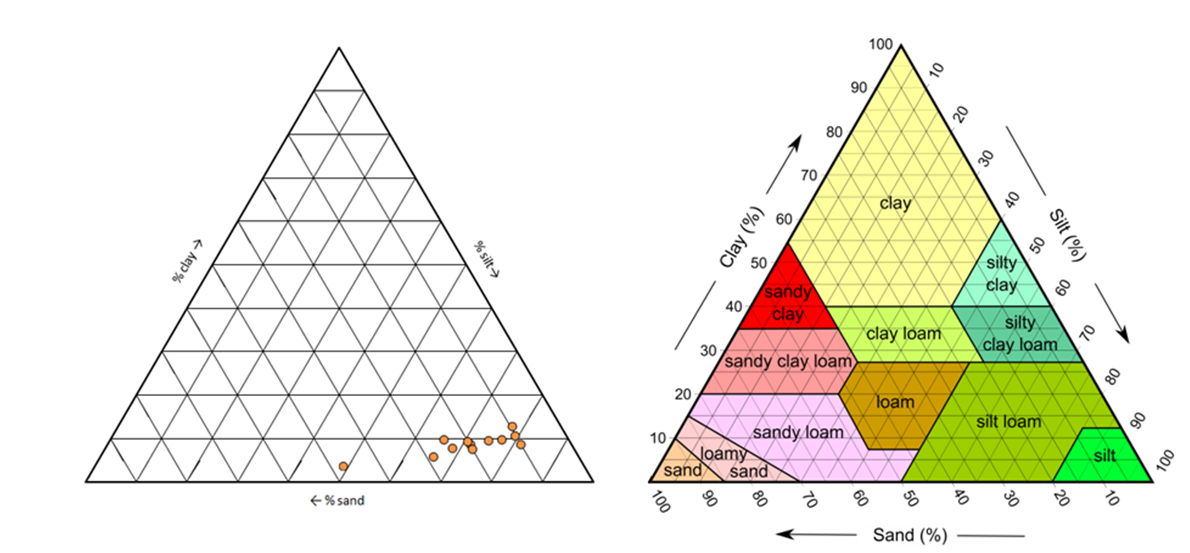 % clay →
% silt→
← % sand
100
90
80
70
60
50
40
30
20
10
Clay (%)
10
20
30
40
50
60
70
80
90
100
Silt (%)
100
90
80
70
60
50
40
30
20
10
Sand (%)
clay
silty
clay
sandy
clay
clay loam
silty
clay loam
sandy clay loam
loam
silt loam
sandy loam
loamy
sand
sand
silt